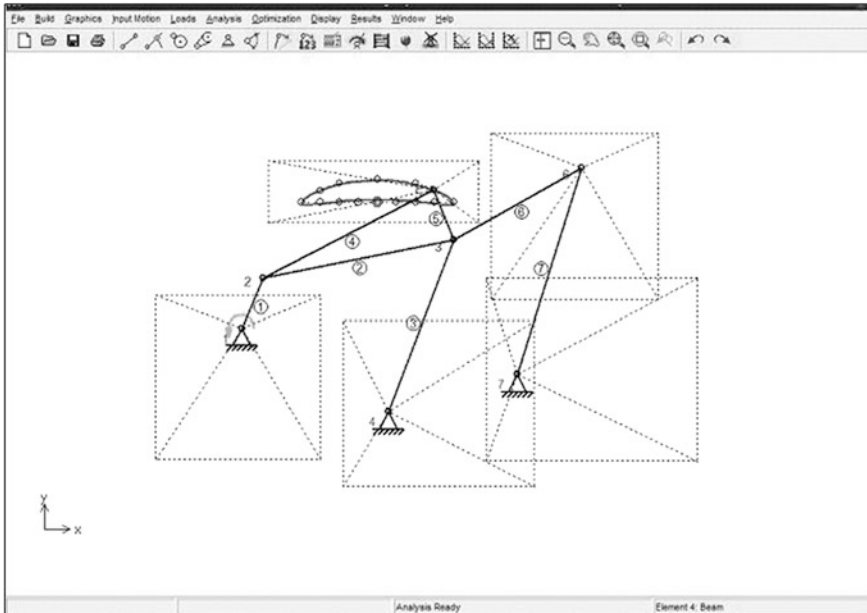 File Build Graphics Input Motion Loads Analysis Optimization Display Results Window Help
123
6
5
4
6
2
3
2
7
1
3
4
7
y
x
Analysis Ready
Element 4: Beam